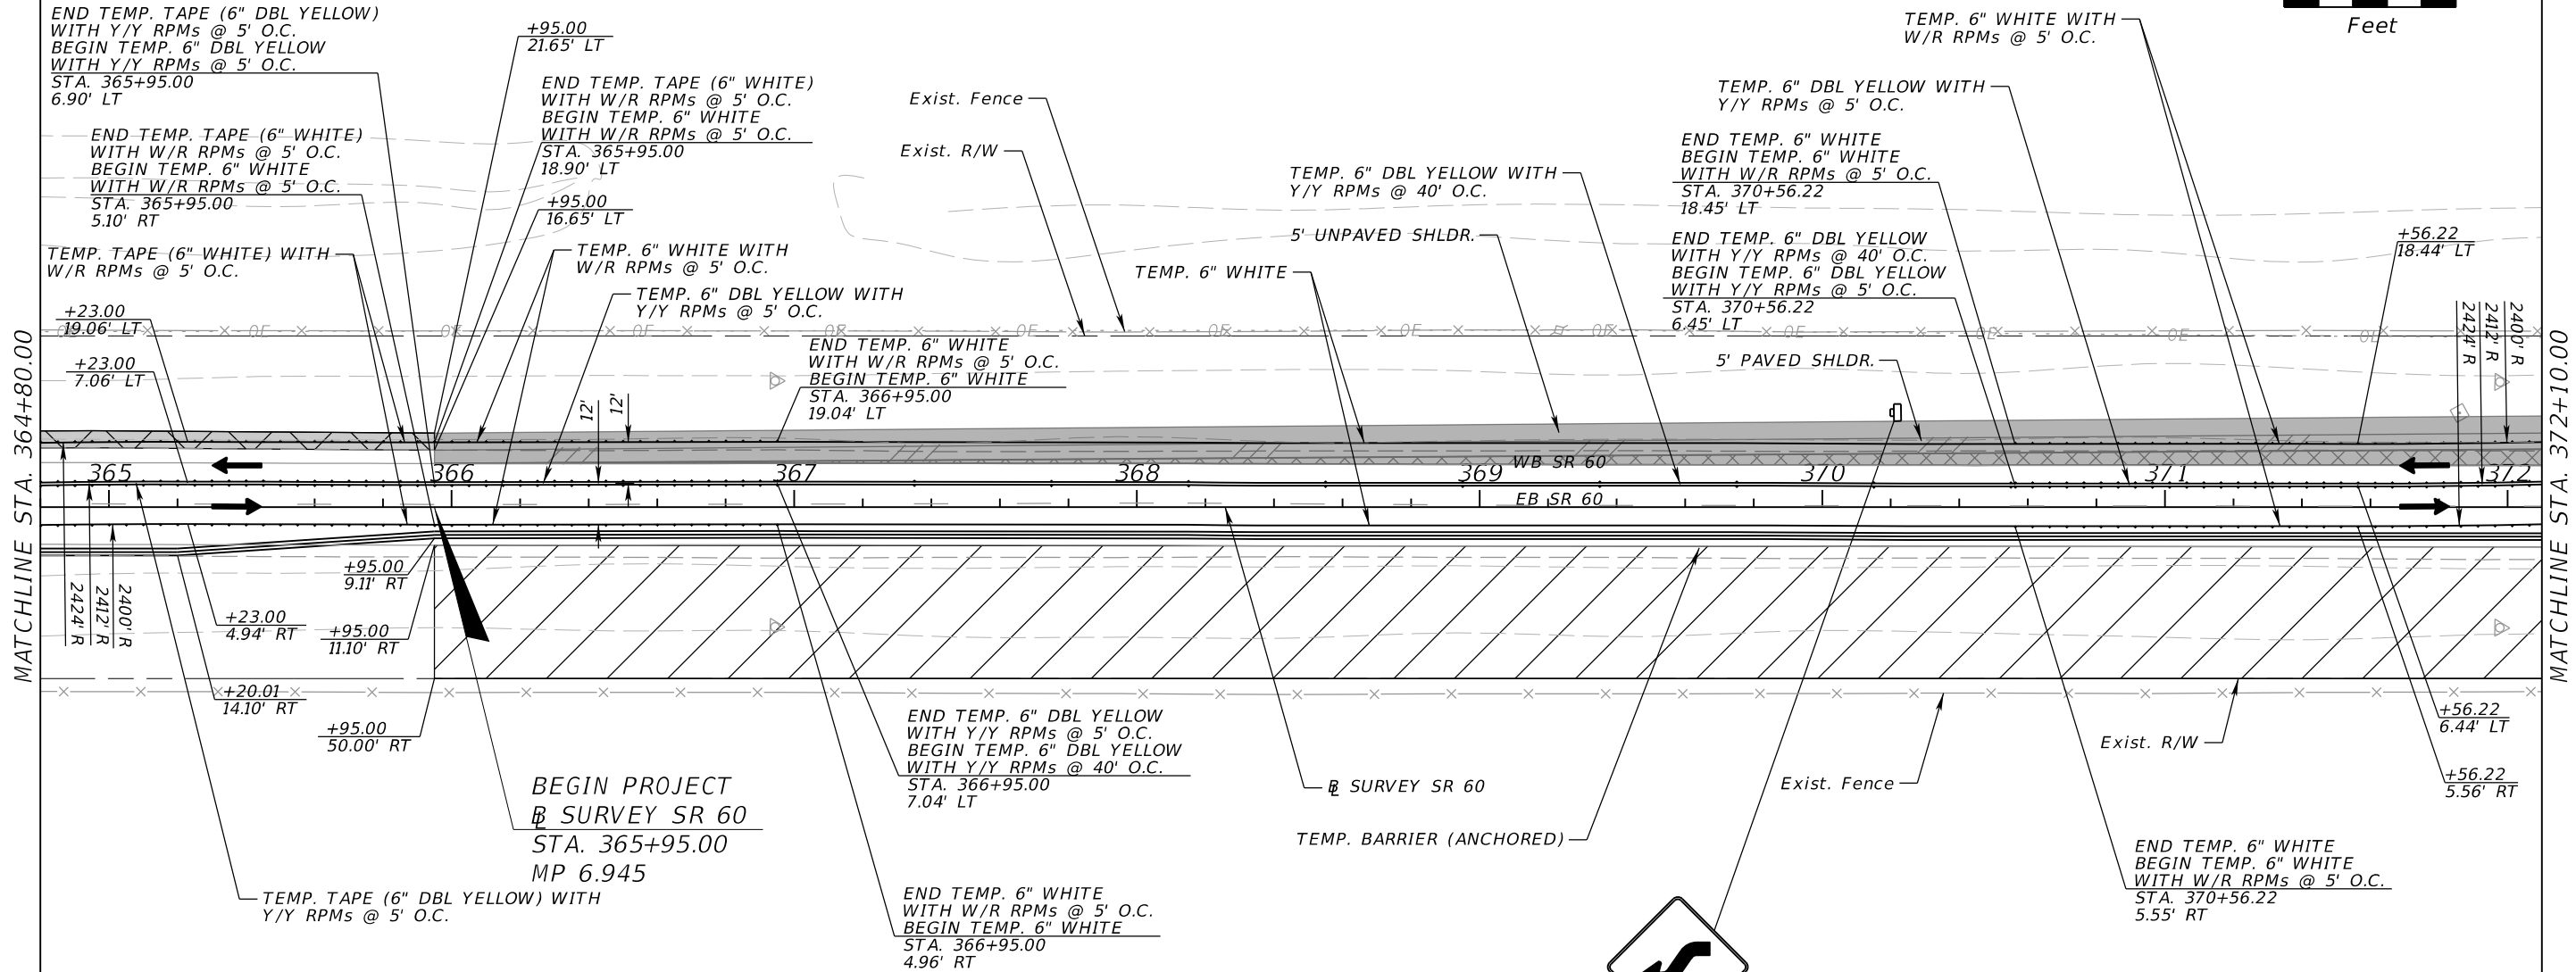 END TEMP. TAPE (6" DBL YELLOW)
WITH Y/Y RPMs @ 5' O.C.
BEGIN TEMP. 6" DBL YELLOW
WITH Y/Y RPMs @ 5' O.C.
STA. 365+95.00
6.90' LT
END TEMP. TAPE (6" WHITE)
WITH W/R RPMs @ 5' O.C.
BEGIN TEMP. 6" WHITE
WITH W/R RPMs @ 5' O.C.
STA. 365+95.00
5.10' RT
TEMP. TAPE (6" WHITE) WITH
W/R RPMs @ 5' O.C.
+23.00
19.06' LT
+23.00
7.06' LT
+95.00
21.65' LT
END TEMP. TAPE (6" WHITE)
WITH W/R RPMs @ 5' O.C.
BEGIN TEMP. 6" WHITE
WITH W/R RPMs @ 5' O.C.
STA. 365+95.00
18.90' LT
+95.00
16.65' LT
TEMP. 6" WHITE WITH
W/R RPMs @ 5' O.C.
TEMP. 6" DBL YELLOW WITH
Y/Y RPMs @ 5' O.C.
Exist. Fence
Exist. R/W
END TEMP. 6" WHITE
WITH W/R RPMs @ 5' O.C.
BEGIN TEMP. 6" WHITE
STA. 366+95.00
19.04' LT
12'
12'
TEMP. 6" WHITE
TEMP. 6" DBL YELLOW WITH
Y/Y RPMs @ 40' O.C.
5' UNPAVED SHLDR.
TEMP. 6" WHITE WITH
W/R RPMs @ 5' O.C.
TEMP. 6" DBL YELLOW WITH
Y/Y RPMs @ 5' O.C.
END TEMP. 6" WHITE
BEGIN TEMP. 6" WHITE
WITH W/R RPMs @ 5' O.C.
STA. 370+56.22
18.45' LT
END TEMP. 6" DBL YELLOW
WITH Y/Y RPMs @ 40' O.C.
BEGIN TEMP. 6" DBL YELLOW
WITH Y/Y RPMs @ 5' O.C.
STA. 370+56.22
6.45' LT
5' PAVED SHLDR.
Feet
+56.22
18.44' LT
2424' R
2412' R
2400' R
OE OE OE OE OE OE OE OE OE OE OE OE
MATCHLINE STA. 364+80.00
MATCHLINE STA. 372+10.00
365 366 367 368 369 370 371 372
WB SR 60
EB SR 60
2424' R
2412' R
2400' R
+95.00
9.11' RT
+23.00
4.94' RT
+95.00
11.10' RT
+20.01
14.10' RT
+95.00
50.00' RT
BEGIN PROJECT
BL SURVEY SR 60
STA. 365+95.00
MP 6.945
TEMP. TAPE (6" DBL YELLOW) WITH
Y/Y RPMs @ 5' O.C.
END TEMP. 6" DBL YELLOW
WITH Y/Y RPMs @ 5' O.C.
BEGIN TEMP. 6" DBL YELLOW
WITH Y/Y RPMs @ 40' O.C.
STA. 366+95.00
7.04' LT
END TEMP. 6" WHITE
WITH W/R RPMs @ 5' O.C.
BEGIN TEMP. 6" WHITE
STA. 366+95.00
4.96' RT
BL SURVEY SR 60
TEMP. BARRIER (ANCHORED)
Exist. Fence
Exist. R/W
+56.22
6.44' LT
+56.22
5.56' RT
END TEMP. 6" WHITE
BEGIN TEMP. 6" WHITE
WITH W/R RPMs @ 5' O.C.
STA. 370+56.22
5.55' RT